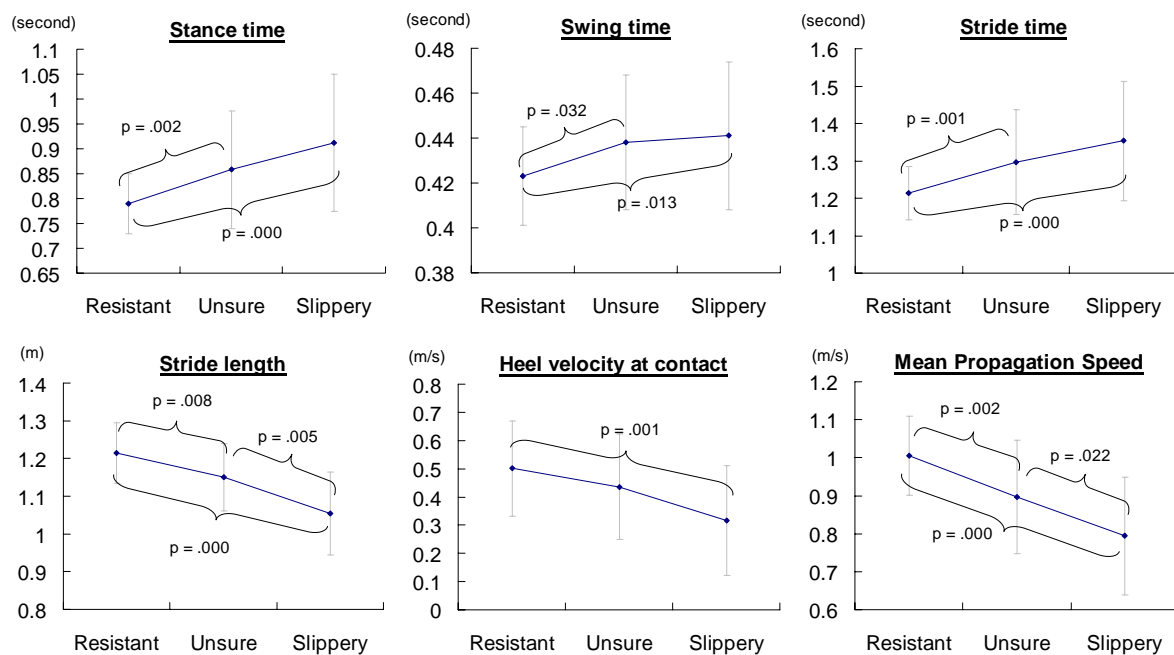 (second)
Stance time
1.1
1.05
1
0.95
0.9
0.85
0.8
0.75
0.7
0.65
p = .002
p = .000
Resistant Unsure Slippery
(second)
Swing time
0.48
0.46
0.44
0.42
0.4
0.38
p = .032
p = .013
Resistant Unsure Slippery
(second)
Stride time
1.6
1.5
1.4
1.3
1.2
1.1
1
p = .001
p = .000
Resistant Unsure Slippery
(m)
Stride length
1.4
1.3
1.2
1.1
1
0.9
0.8
p = .008
p = .005
p = .000
Resistant Unsure Slippery
(m/s)
Heel velocity at contact
0.8
0.7
0.6
0.5
0.4
0.3
0.2
0.1
0
p = .001
Resistant Unsure Slippery
(m/s)
Mean Propagation Speed
1.2
1.1
1
0.9
0.8
0.7
0.6
p = .002
p = .022
p = .000
Resistant Unsure Slippery